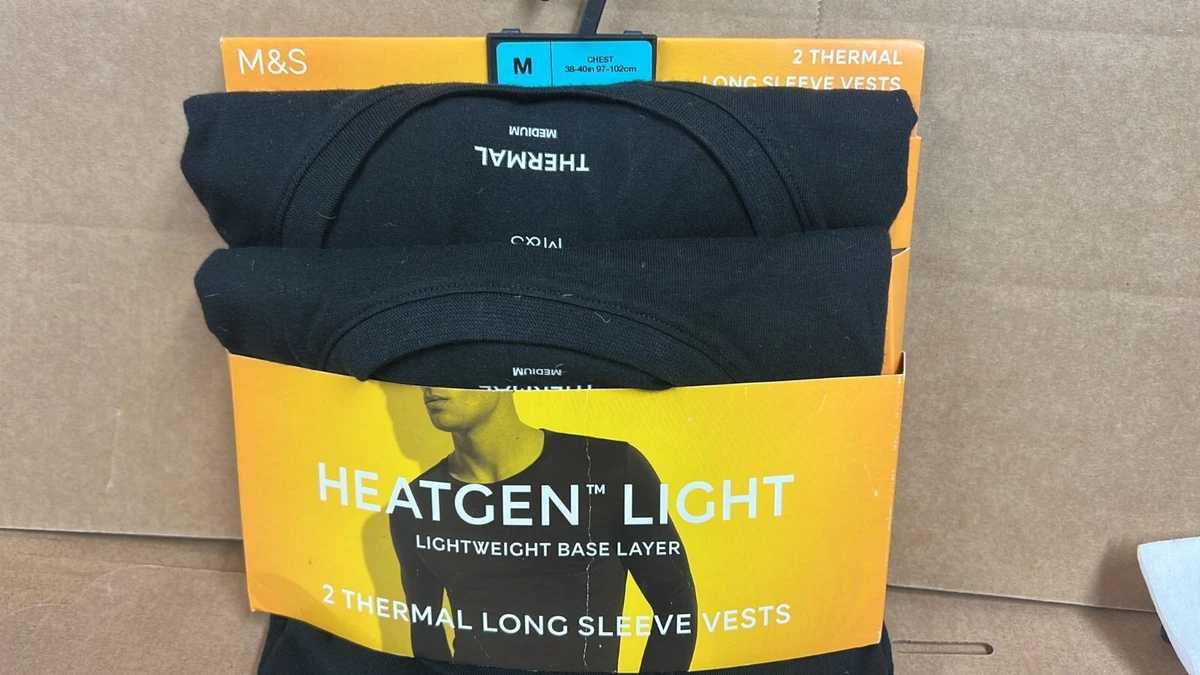 M&S
M
CHEST
38-40in 97-102cm
2 THERMAL
LONG SLEEVE VESTS
MEDIUM
THERMAL
M&S
MEDIUM
THERMAL
HEATGEN™ LIGHT
LIGHTWEIGHT BASE LAYER
2 THERMAL LONG SLEEVE VESTS